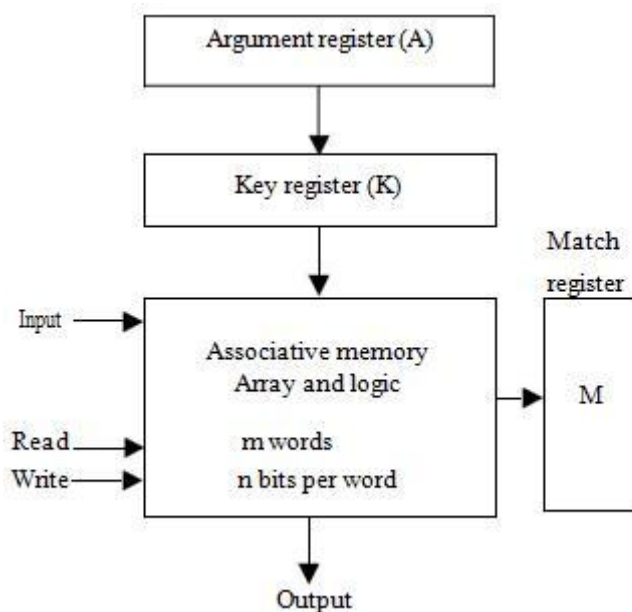 Argument register (A)
Key register (K)
Match
register
Input
Associative memory
Array and logic
M
Read
m words
Write
n bits per word
Output